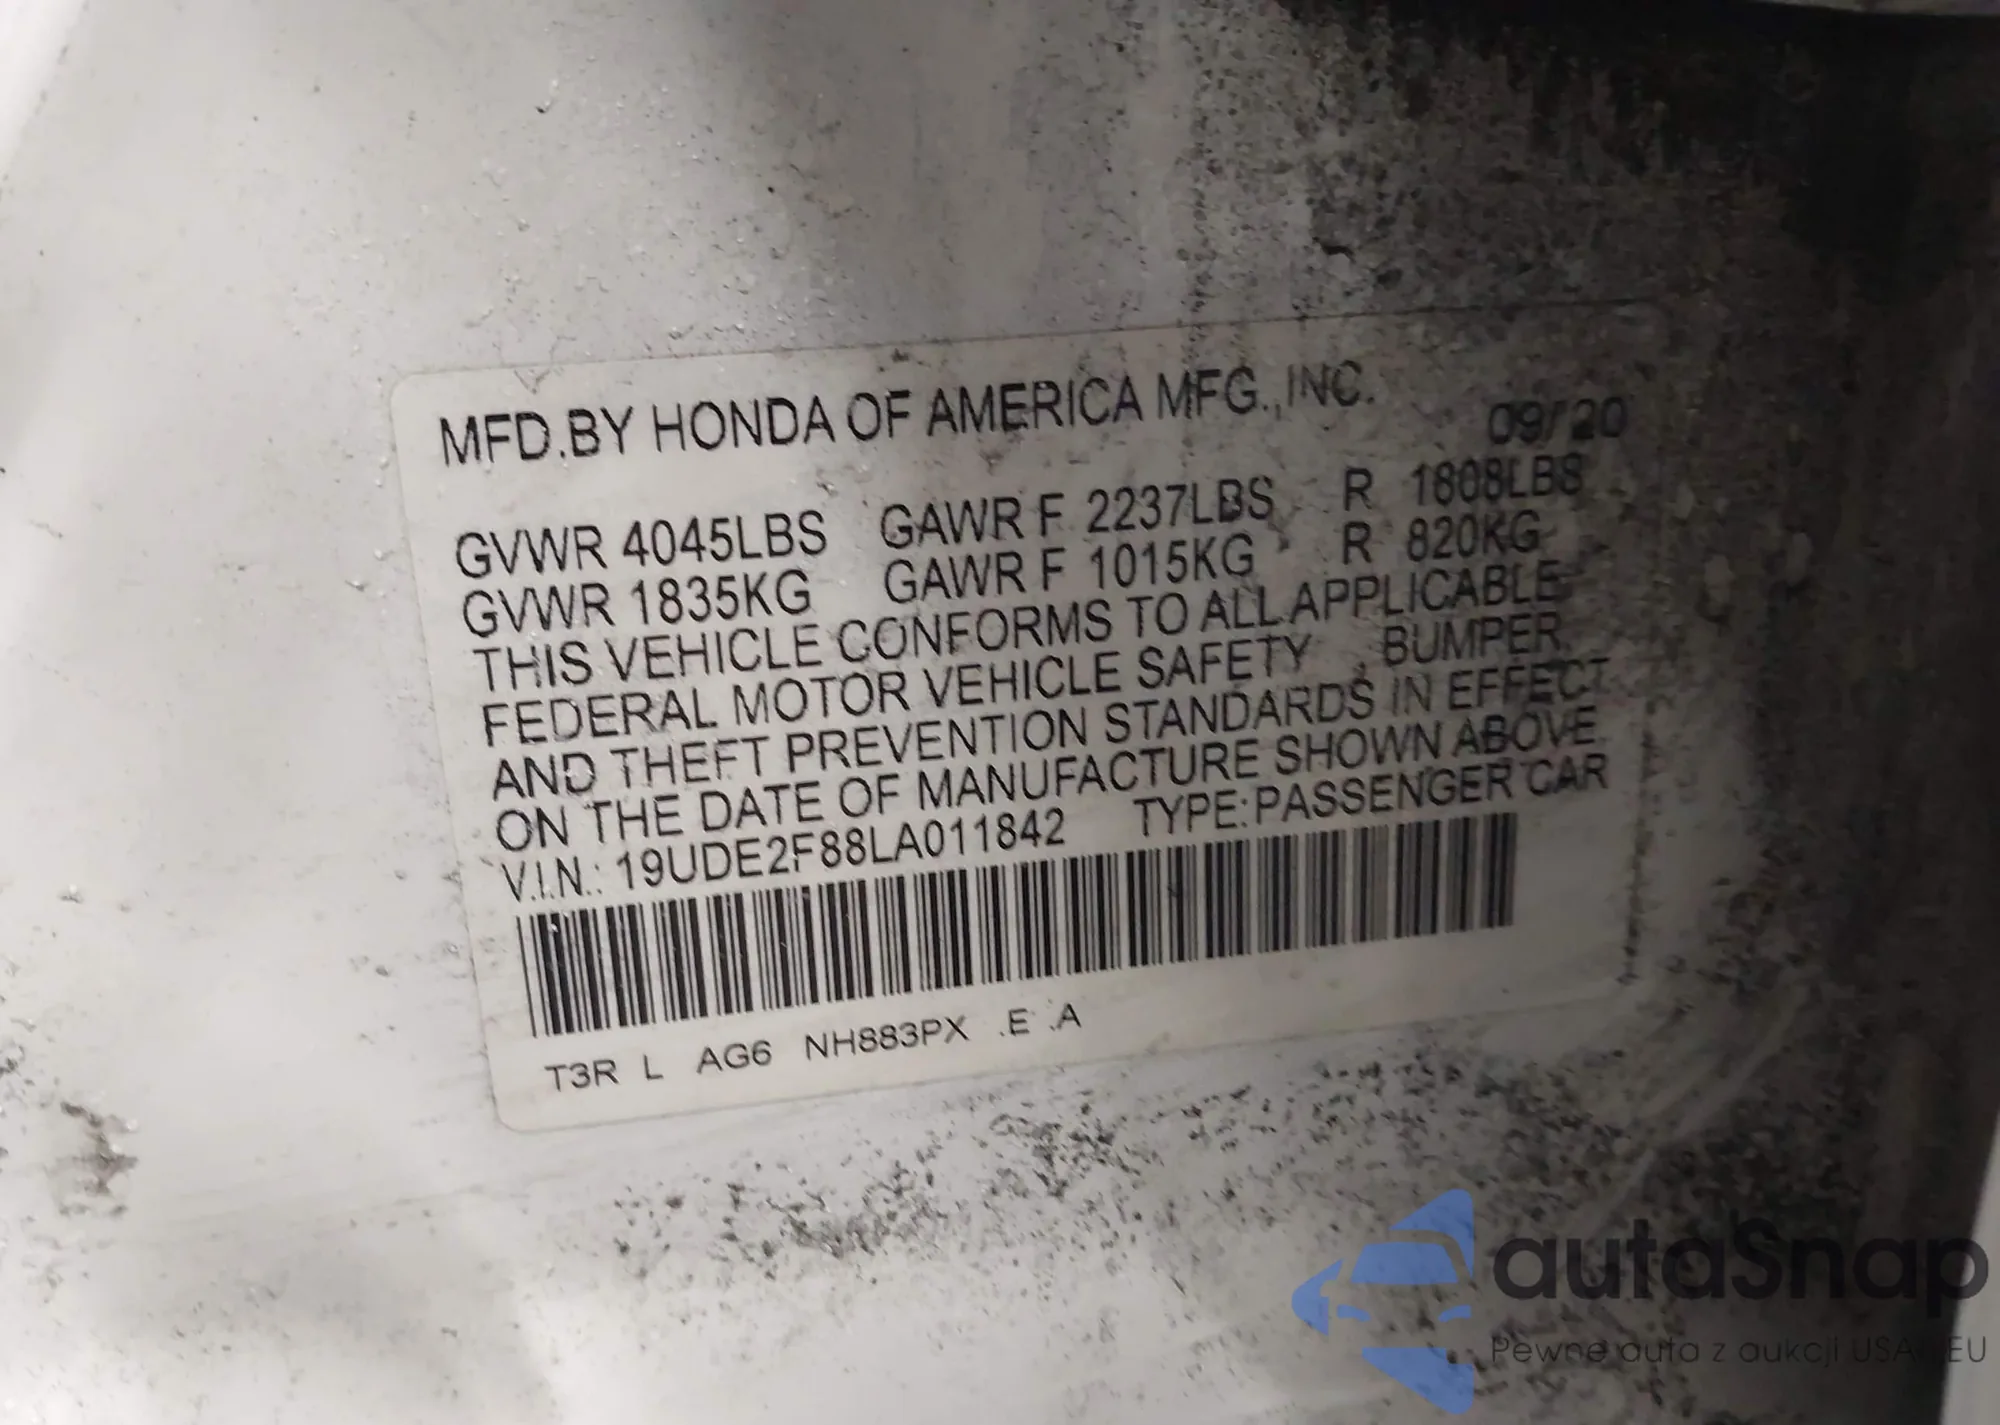 MFD.BY HONDA OF AMERICA MFG.,INC.
09/20
GVWR 4045LBS GAWR F 2237LBS R 1808LBS
GVWR 1835KG GAWR F 1015KG R 820KG
THIS VEHICLE CONFORMS TO ALL APPLICABLE
FEDERAL MOTOR VEHICLE SAFETY , BUMPER,
AND THEFT PREVENTION STANDARDS IN EFFECT
ON THE DATE OF MANUFACTURE SHOWN ABOVE.
V.I.N.: 19UDE2F88LA011842 TYPE:PASSENGER CAR
T3R L AG6 NH883PX .E .A
autaSnap
Pewne auta z aukcji USA i EU